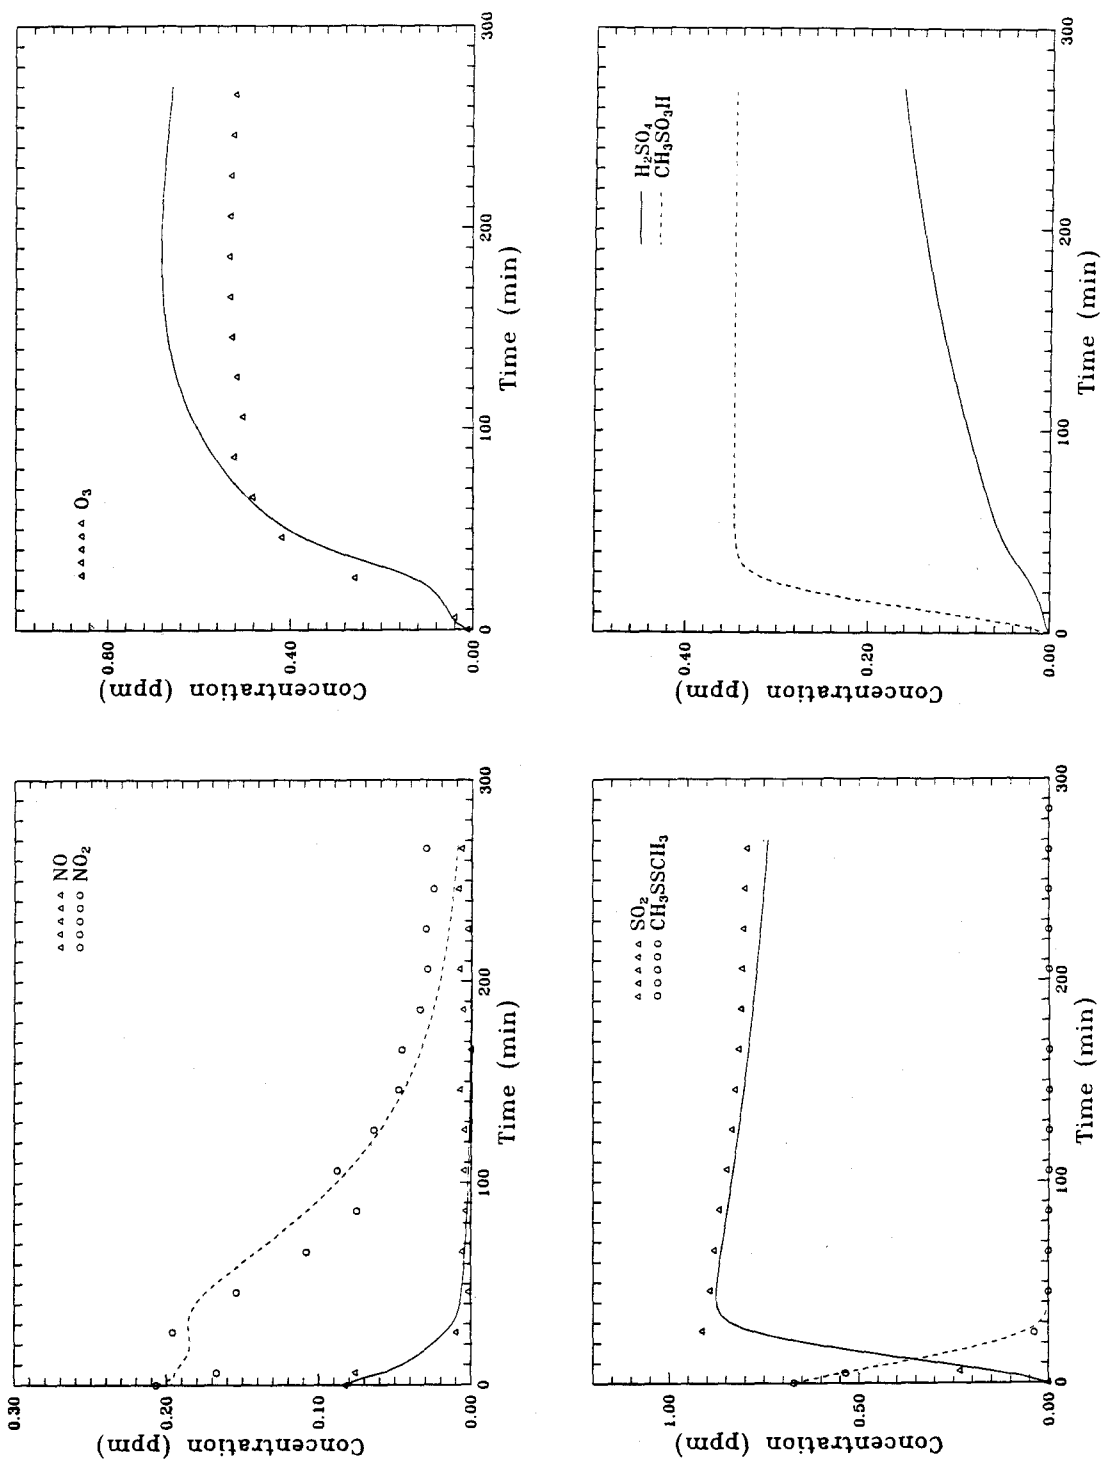 0.30
0.20
0.10
0.00
Concentration (ppm)
NO
NO₂
0
100
200
300
Time (min)
0.80
0.40
0.00
Concentration (ppm)
O₃
0
100
200
300
Time (min)
1.00
0.50
0.00
Concentration (ppm)
SO₂
CH₃SSCH₃
0
100
200
300
Time (min)
0.40
0.20
0.00
Concentration (ppm)
H₂SO₄
CH₃SO₃H
0
100
200
300
Time (min)